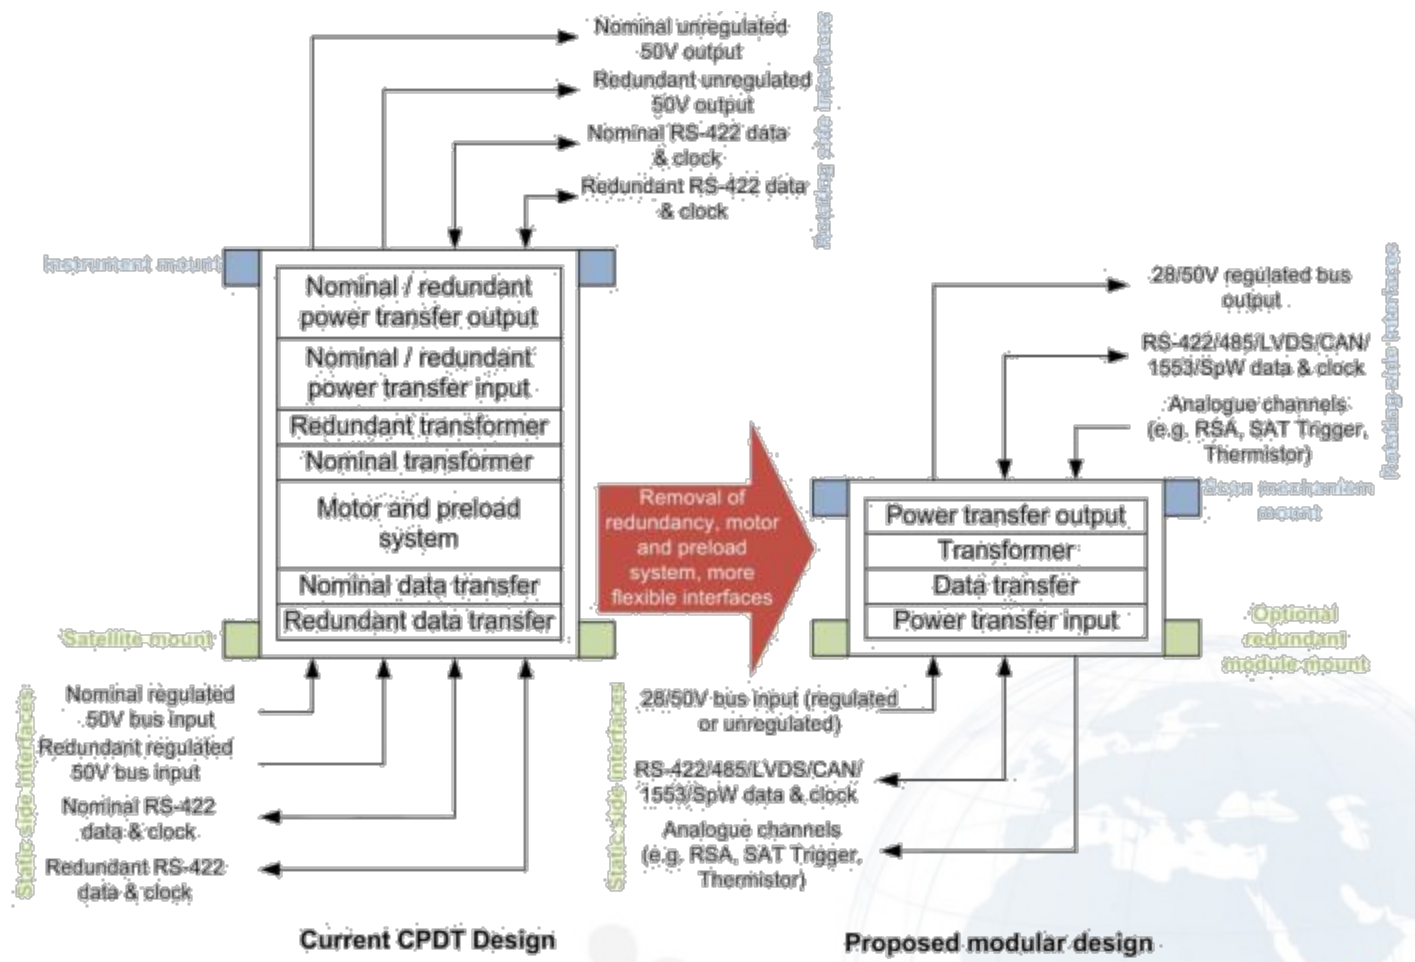 Nominal unregulated
50V output
Redundant unregulated
50V output
Nominal RS-422 data
& clock
Redundant RS-422 data
& clock
Rotating side interfaces
Instrument mount
Nominal / redundant
power transfer output
Nominal / redundant
power transfer input
Redundant transformer
Nominal transformer
Motor and preload
system
Nominal data transfer
Redundant data transfer
Satellite mount
Static side interfaces
Nominal regulated
50V bus input
Redundant regulated
50V bus input
Nominal RS-422
data & clock
Redundant RS-422
data & clock
Current CPDT Design
Removal of
redundancy, motor
and preload
system, more
flexible interfaces
28/50V regulated bus
output
RS-422/485/LVDS/CAN/
1553/SpW data & clock
Analogue channels
(e.g. RSA, SAT Trigger,
Thermistor)
Rotating side interfaces
Scan mechanism
mount
Power transfer output
Transformer
Data transfer
Power transfer input
Optional
redundant
module mount
Static side interfaces
28/50V bus input (regulated
or unregulated)
RS-422/485/LVDS/CAN/
1553/SpW data & clock
Analogue channels
(e.g. RSA, SAT Trigger,
Thermistor)
Proposed modular design